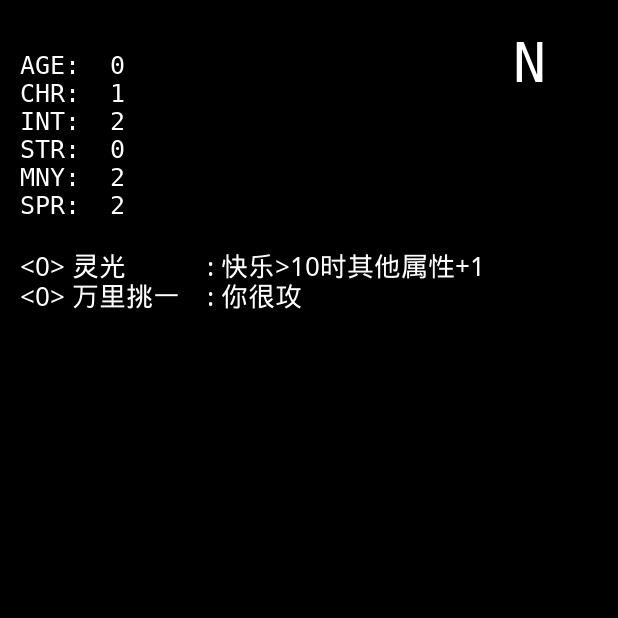 N
AGE: 0
CHR: 1
INT: 2
STR: 0
MNY: 2
SPR: 2
<0> 灵光 : 快乐>10时其他属性+1
<0> 万里挑一 : 你很攻